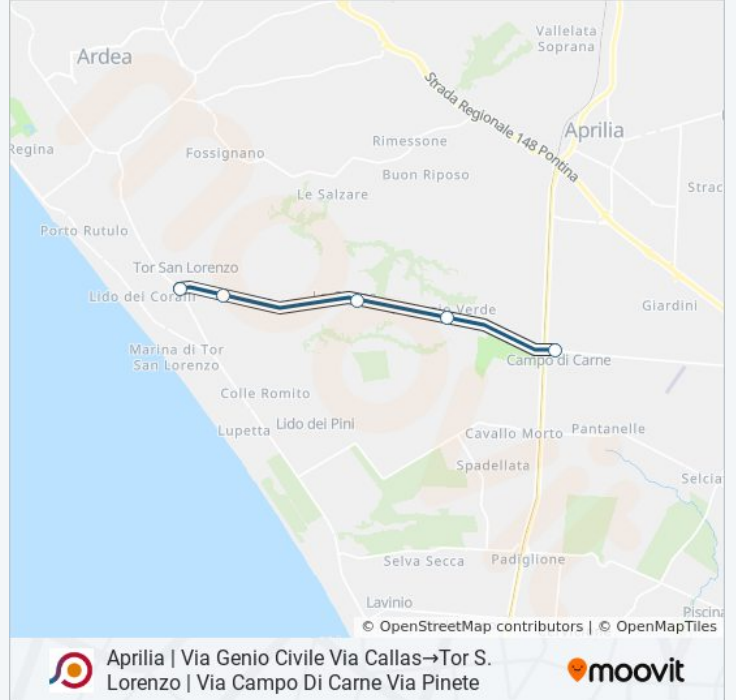 Vallelata
Soprana
Ardea
Strada Regionale 148 Pontina
Aprilia
Regina
Rimessone
Fossignano
Buon Riposo
Le Salzare
Strac
Porto Rutulo
Tor San Lorenzo
Lido dei Corall
Verde
Giardini
Marina di Tor
San Lorenzo
Campo di Carne
Colle Romito
Lido dei Pini
Lupetta
Cavallo Morto
Pantanelle
Spadellata
Selcia
Selva Secca
Padiglione
Lavinio
Piscina
© OpenStreetMap contributors | © OpenMapTiles
Aprilia | Via Genio Civile Via Callas→Tor S.
Lorenzo | Via Campo Di Carne Via Pinete
moovit